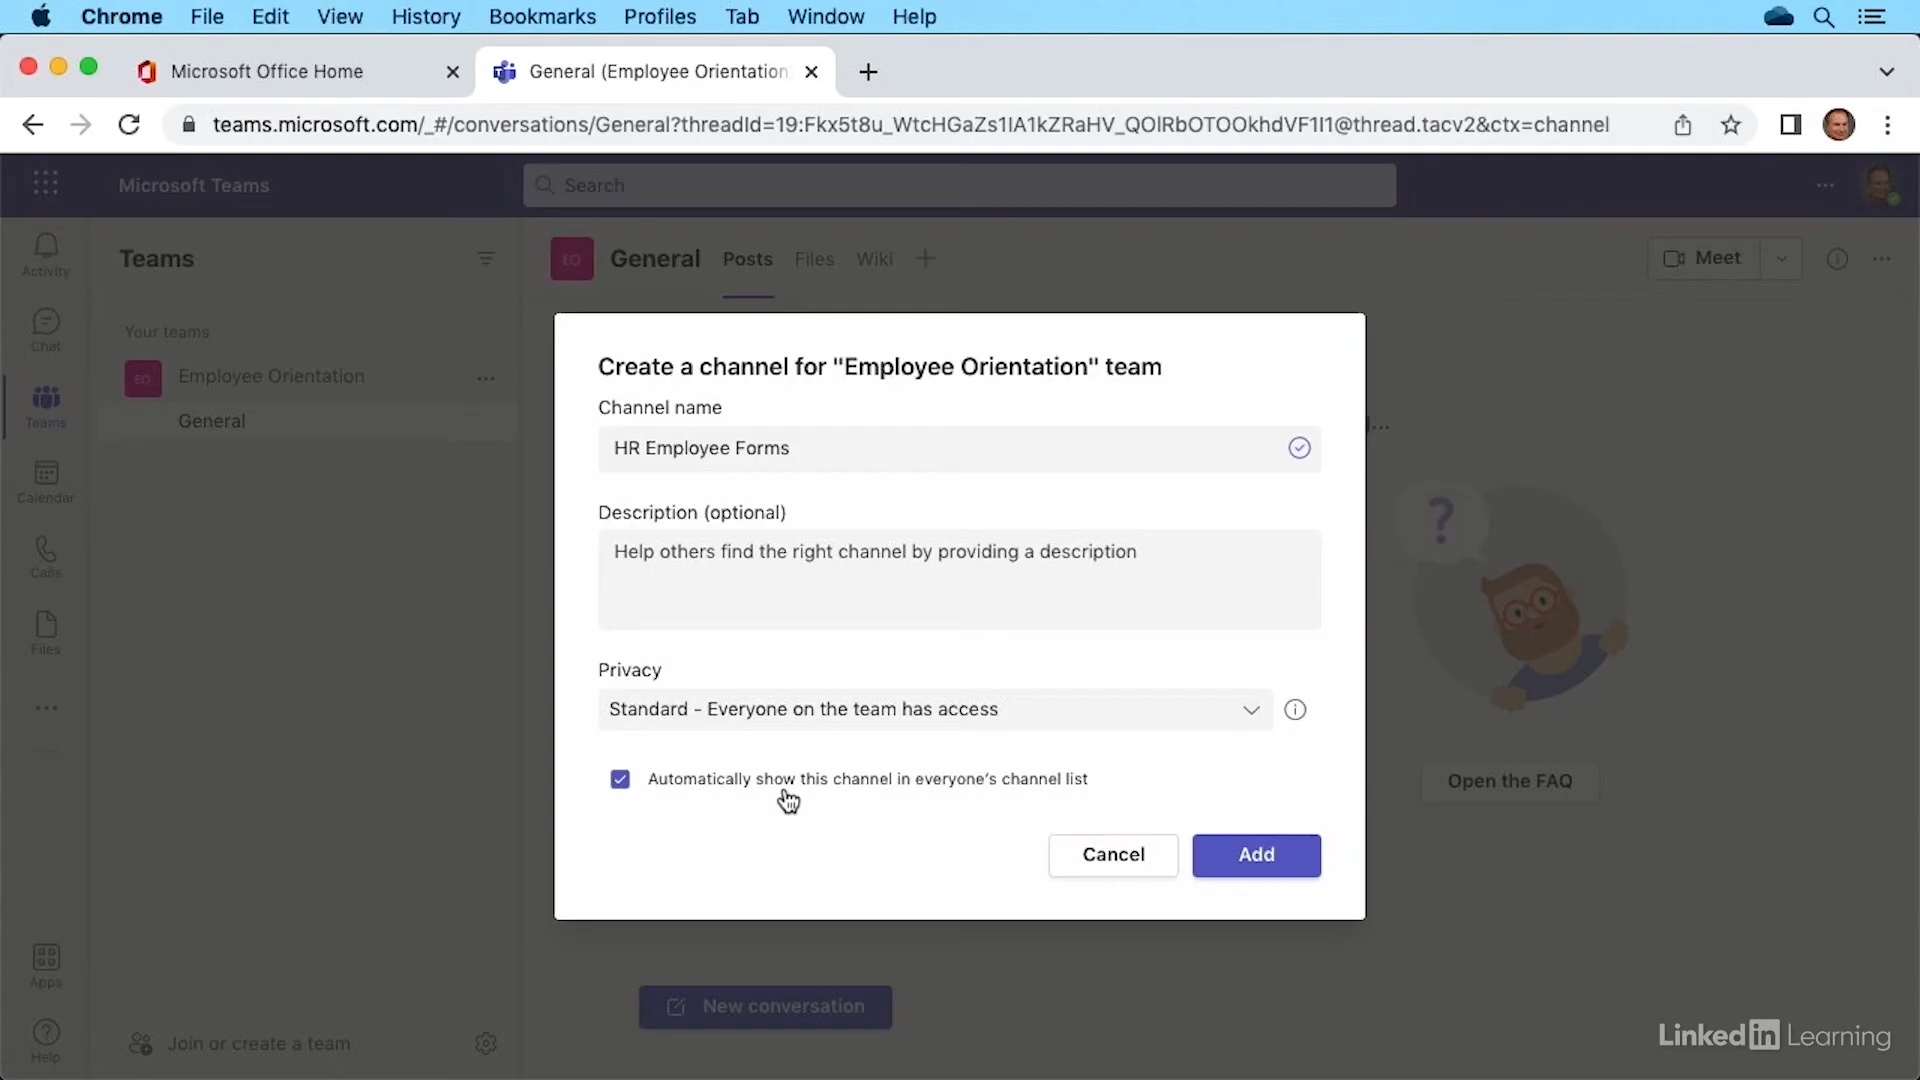 Chrome File Edit View History Bookmarks Profiles Tab Window Help
Microsoft Office Home
General (Employee Orientation
teams.microsoft.com/_#/conversations/General?threadId=19:Fkx5t8u_WtcHGaZs1IA1kZRaHV_QOlRbOTOOkhdVF1I1@thread.tacv2&ctx=channel
Microsoft Teams
Search
Activity
Chat
Teams
Calendar
Calls
Files
Apps
Help
Teams
Your teams
EO Employee Orientation
General
Join or create a team
EO General Posts Files Wiki
Meet
Create a channel for "Employee Orientation" team
Channel name
HR Employee Forms
Description (optional)
Help others find the right channel by providing a description
Privacy
Standard - Everyone on the team has access
Automatically show this channel in everyone's channel list
Cancel
Add
?
Open the FAQ
New conversation
LinkedIn Learning